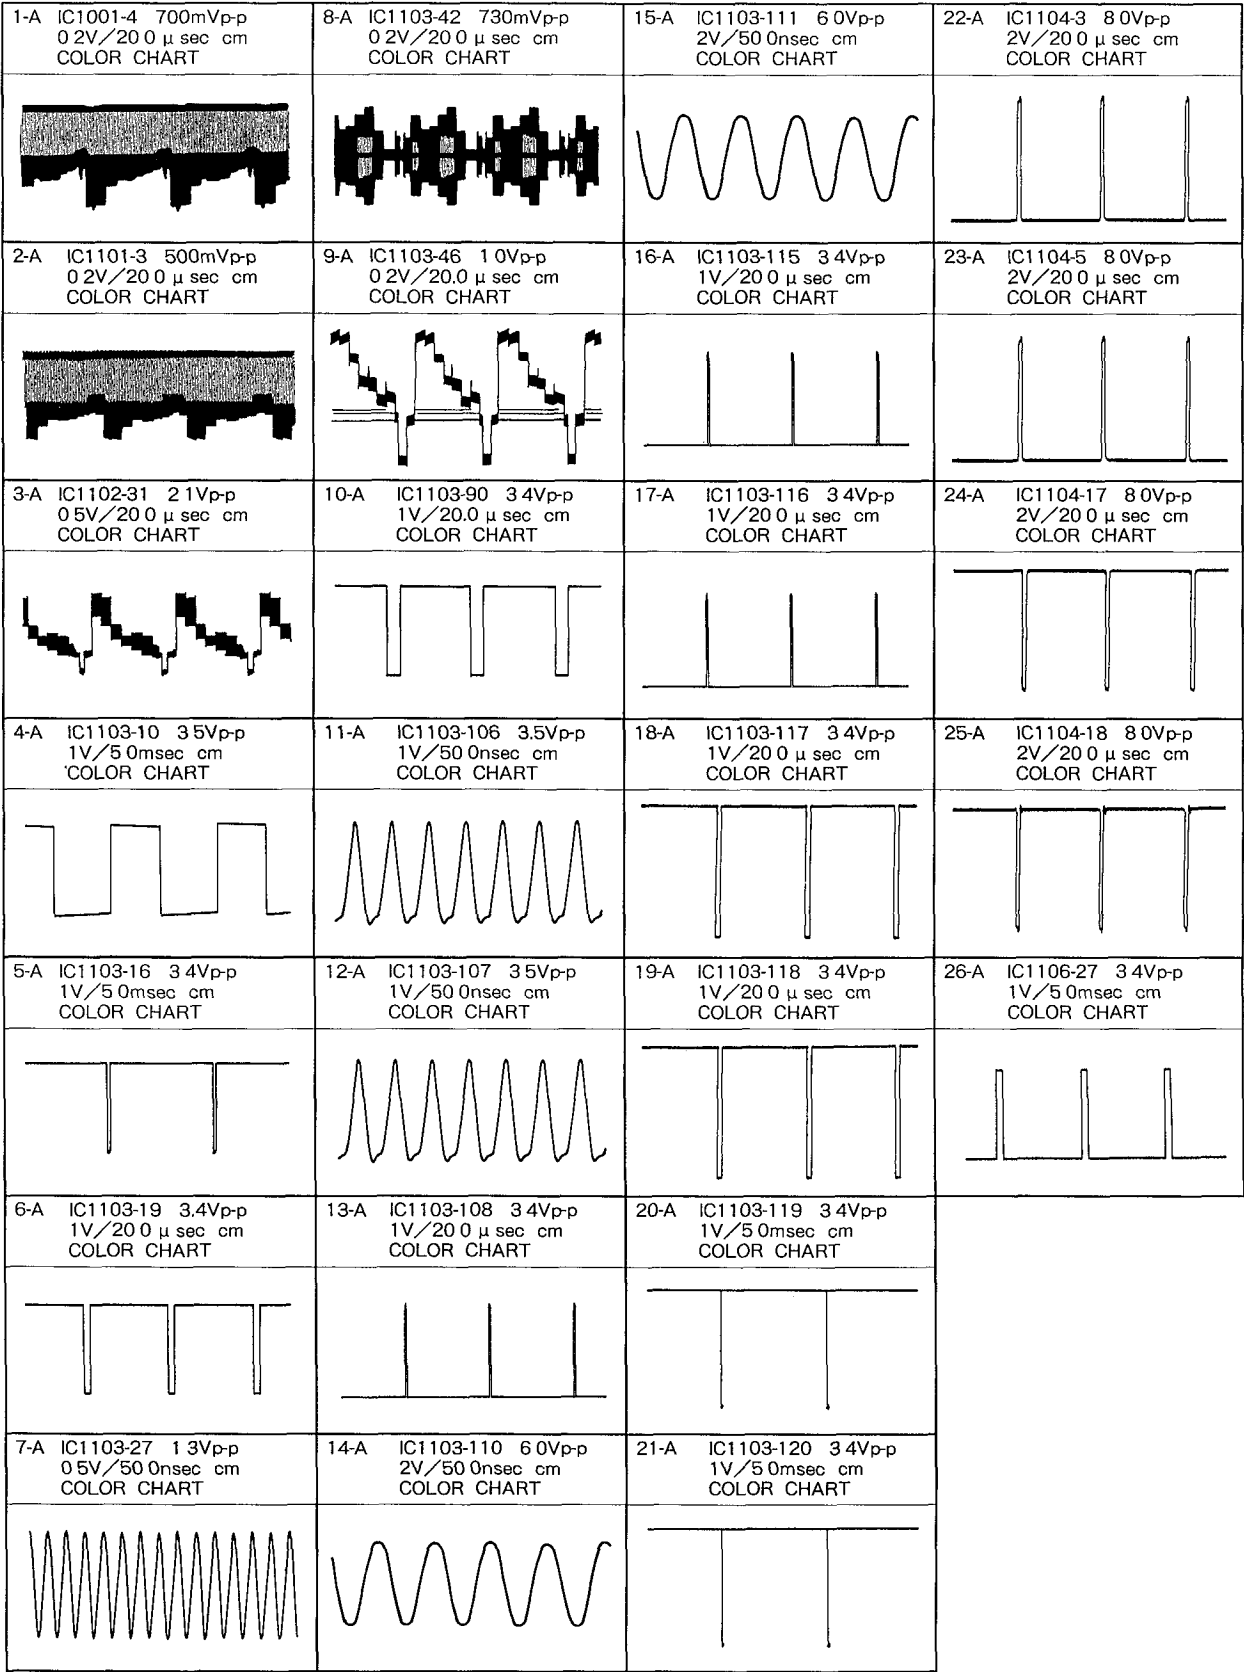 1-A IC1001-4 700mVp-p
0 2V/20 0 μ sec cm
COLOR CHART
2-A IC1101-3 500mVp-p
0 2V/20 0 μ sec cm
COLOR CHART
3-A IC1102-31 2 1Vp-p
0 5V/20 0 μ sec cm
COLOR CHART
4-A IC1103-10 3 5Vp-p
1V/5 0msec cm
COLOR CHART
5-A IC1103-16 3 4Vp-p
1V/5 0msec cm
COLOR CHART
6-A IC1103-19 3.4Vp-p
1V/20 0 μ sec cm
COLOR CHART
7-A IC1103-27 1 3Vp-p
0 5V/50 0nsec cm
COLOR CHART
8-A IC1103-42 730mVp-p
0 2V/20 0 μ sec cm
COLOR CHART
9-A IC1103-46 1 0Vp-p
0 2V/20.0 μ sec cm
COLOR CHART
10-A IC1103-90 3 4Vp-p
1V/20.0 μ sec cm
COLOR CHART
11-A IC1103-106 3.5Vp-p
1V/50 0nsec cm
COLOR CHART
12-A IC1103-107 3 5Vp-p
1V/50 0nsec cm
COLOR CHART
13-A IC1103-108 3 4Vp-p
1V/20 0 μ sec cm
COLOR CHART
14-A IC1103-110 6 0Vp-p
2V/50 0nsec cm
COLOR CHART
15-A IC1103-111 6 0Vp-p
2V/50 0nsec cm
COLOR CHART
16-A IC1103-115 3 4Vp-p
1V/20 0 μ sec cm
COLOR CHART
17-A IC1103-116 3 4Vp-p
1V/20 0 μ sec cm
COLOR CHART
18-A IC1103-117 3 4Vp-p
1V/20 0 μ sec cm
COLOR CHART
19-A IC1103-118 3 4Vp-p
1V/20 0 μ sec cm
COLOR CHART
20-A IC1103-119 3 4Vp-p
1V/5 0msec cm
COLOR CHART
21-A IC1103-120 3 4Vp-p
1V/5 0msec cm
COLOR CHART
22-A IC1104-3 8 0Vp-p
2V/20 0 μ sec cm
COLOR CHART
23-A IC1104-5 8 0Vp-p
2V/20 0 μ sec cm
COLOR CHART
24-A IC1104-17 8 0Vp-p
2V/20 0 μ sec cm
COLOR CHART
25-A IC1104-18 8 0Vp-p
2V/20 0 μ sec cm
COLOR CHART
26-A IC1106-27 3 4Vp-p
1V/5 0msec cm
COLOR CHART